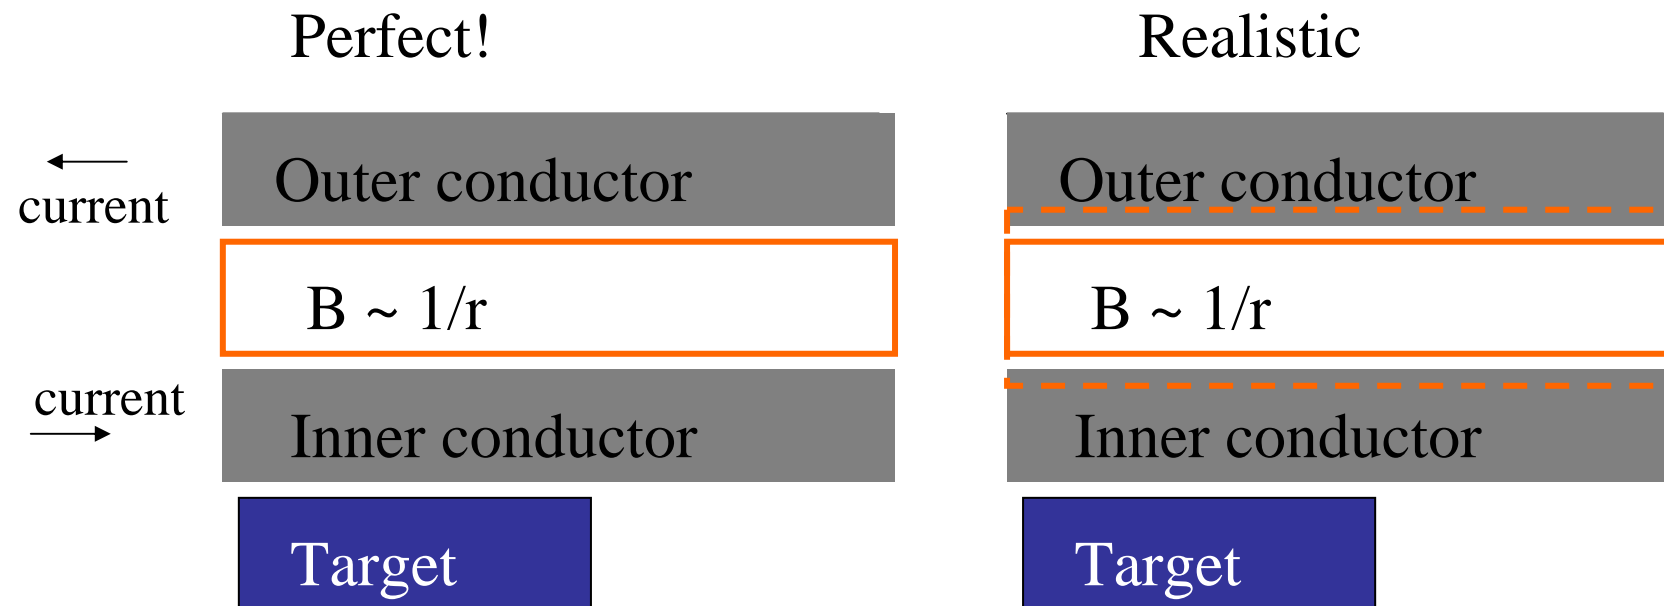 Perfect!
Realistic
current
Outer conductor
Outer conductor
B ~ 1/r
B ~ 1/r
current
Inner conductor
Inner conductor
Target
Target